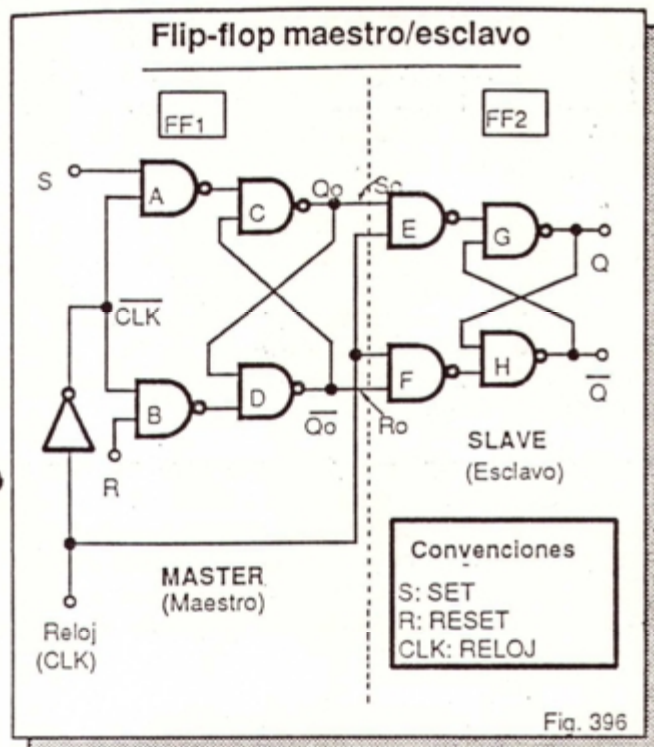 Flip-flop maestro/esclavo
FF1
FF2
S
A
C
Qo
So
E
G
Q
CLK
B
D
Qo
F
H
Q
R
Ro
SLAVE
(Esclavo)
MASTER
(Maestro)
Reloj
(CLK)
Convenciones
S: SET
R: RESET
CLK: RELOJ
Fig. 396